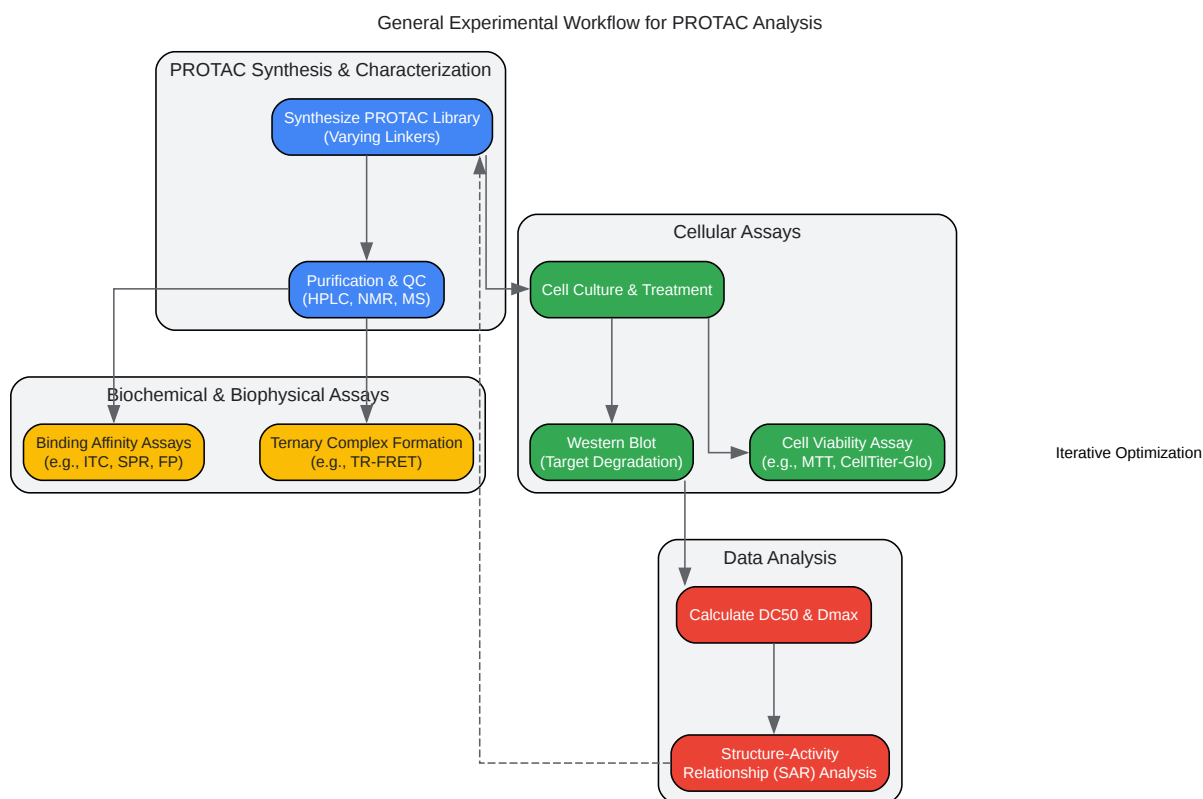 General Experimental Workflow for PROTAC Analysis
PROTAC Synthesis & Characterization
Synthesize PROTAC Library
(Varying Linkers)
Purification & QC
(HPLC, NMR, MS)
Cellular Assays
Cell Culture & Treatment
Western Blot
(Target Degradation)
Cell Viability Assay
(e.g., MTT, CellTiter-Glo)
Biochemical & Biophysical Assays
Binding Affinity Assays
(e.g., ITC, SPR, FP)
Ternary Complex Formation
(e.g., TR-FRET)
Iterative Optimization
Data Analysis
Calculate DC50 & Dmax
Structure-Activity
Relationship (SAR) Analysis